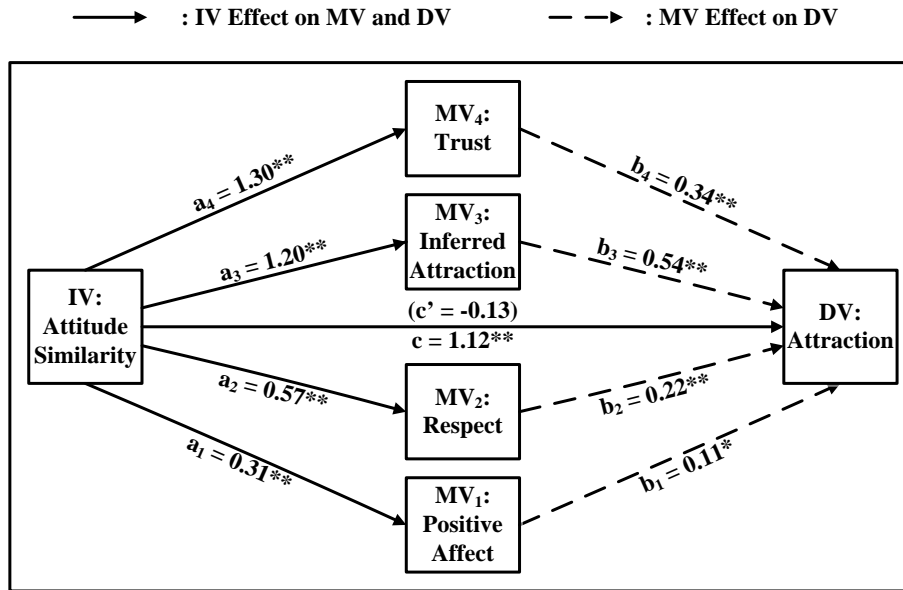 : IV Effect on MV and DV
: MV Effect on DV
MV₄:
Trust
a₄ = 1.30**
b₄ = 0.34**
MV₃:
Inferred
Attraction
a₃ = 1.20**
b₃ = 0.54**
IV:
Attitude
Similarity
(c’ = -0.13)
c = 1.12**
DV:
Attraction
a₂ = 0.57**
MV₂:
Respect
b₂ = 0.22**
a₁ = 0.31**
MV₁:
Positive
Affect
b₁ = 0.11*